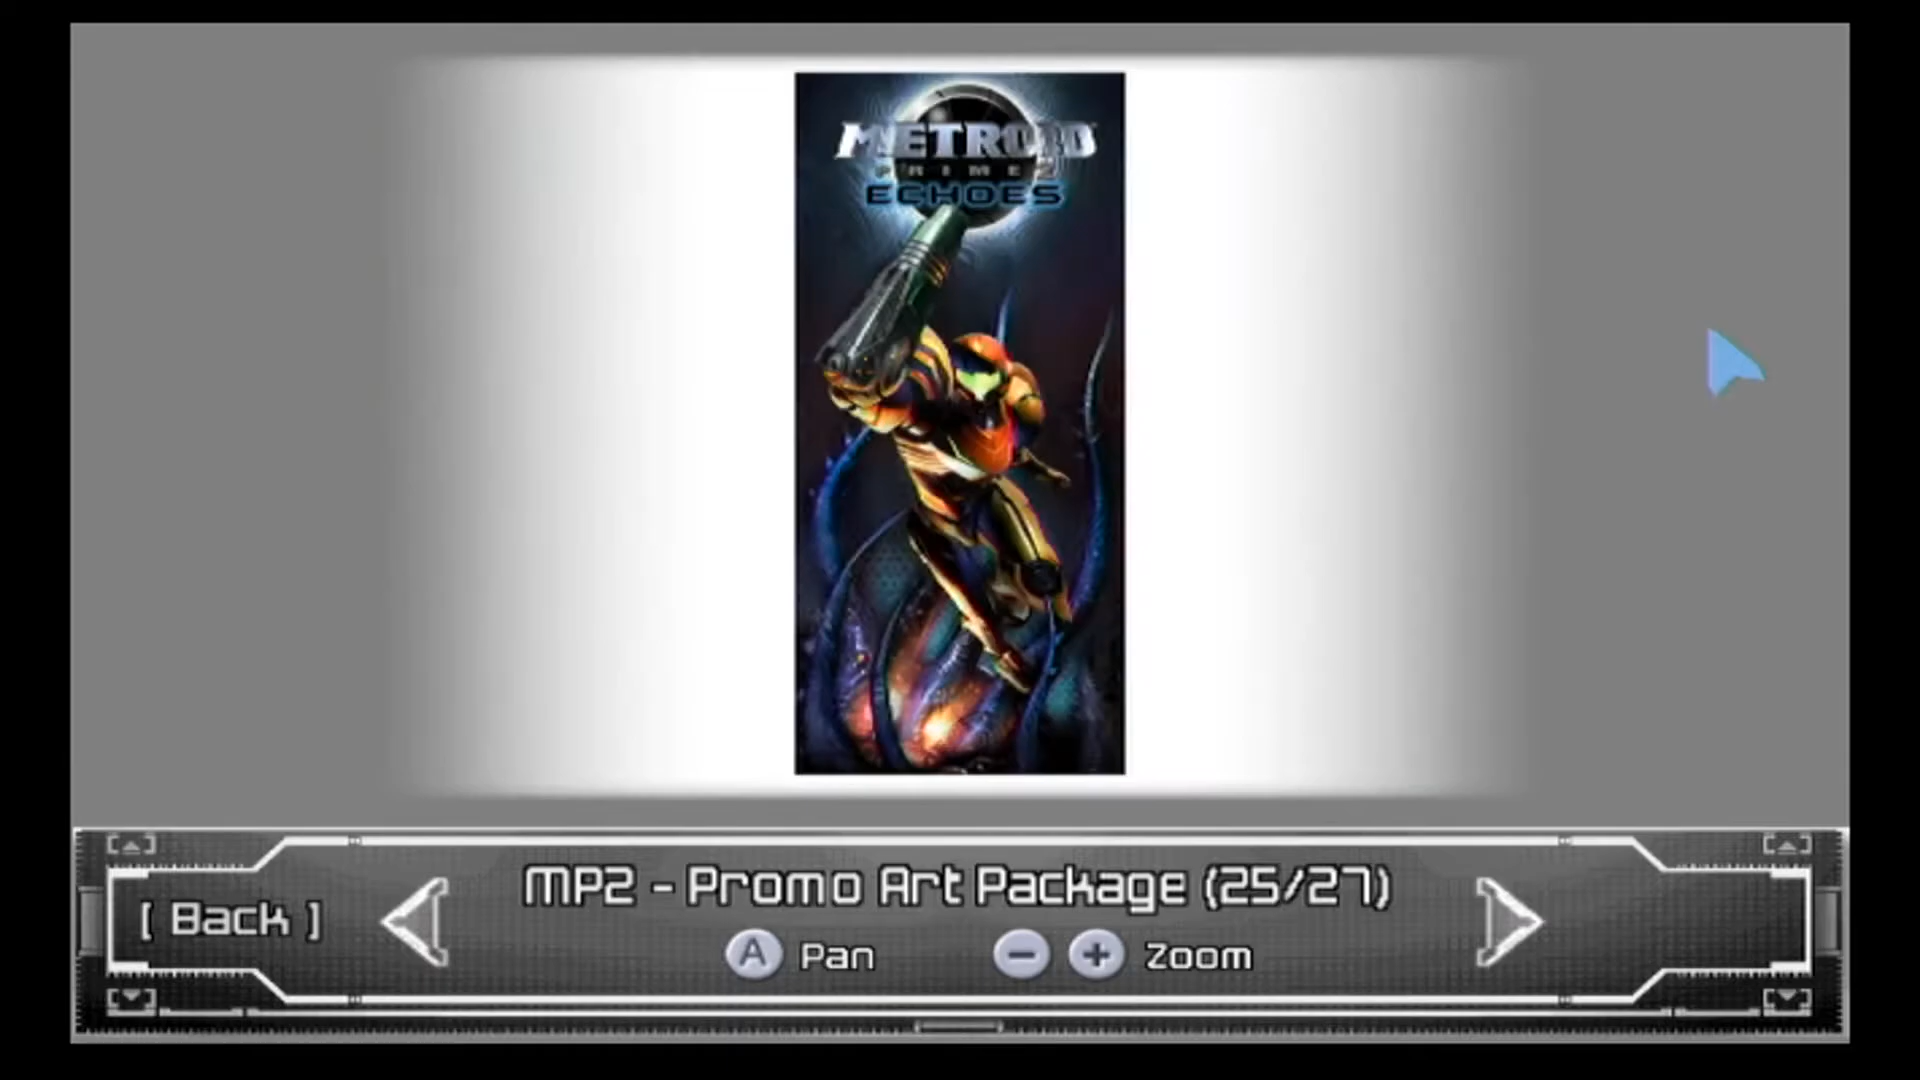 METROID
PRIME 2
ECHOES
MP2 - Promo Art Package (25/27)
[ Back ]
A Pan
- + Zoom